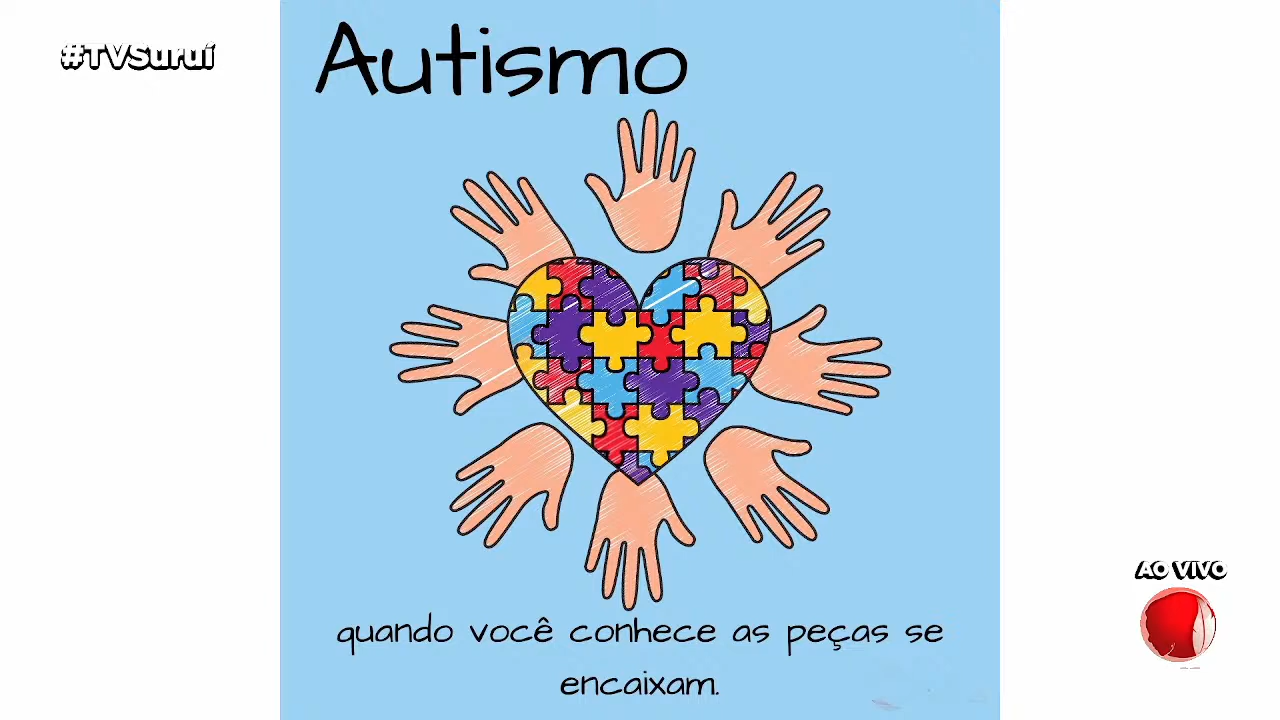 #TVSuruí
Autismo
quando você conhece as peças se
encaixam.
AO VIVO